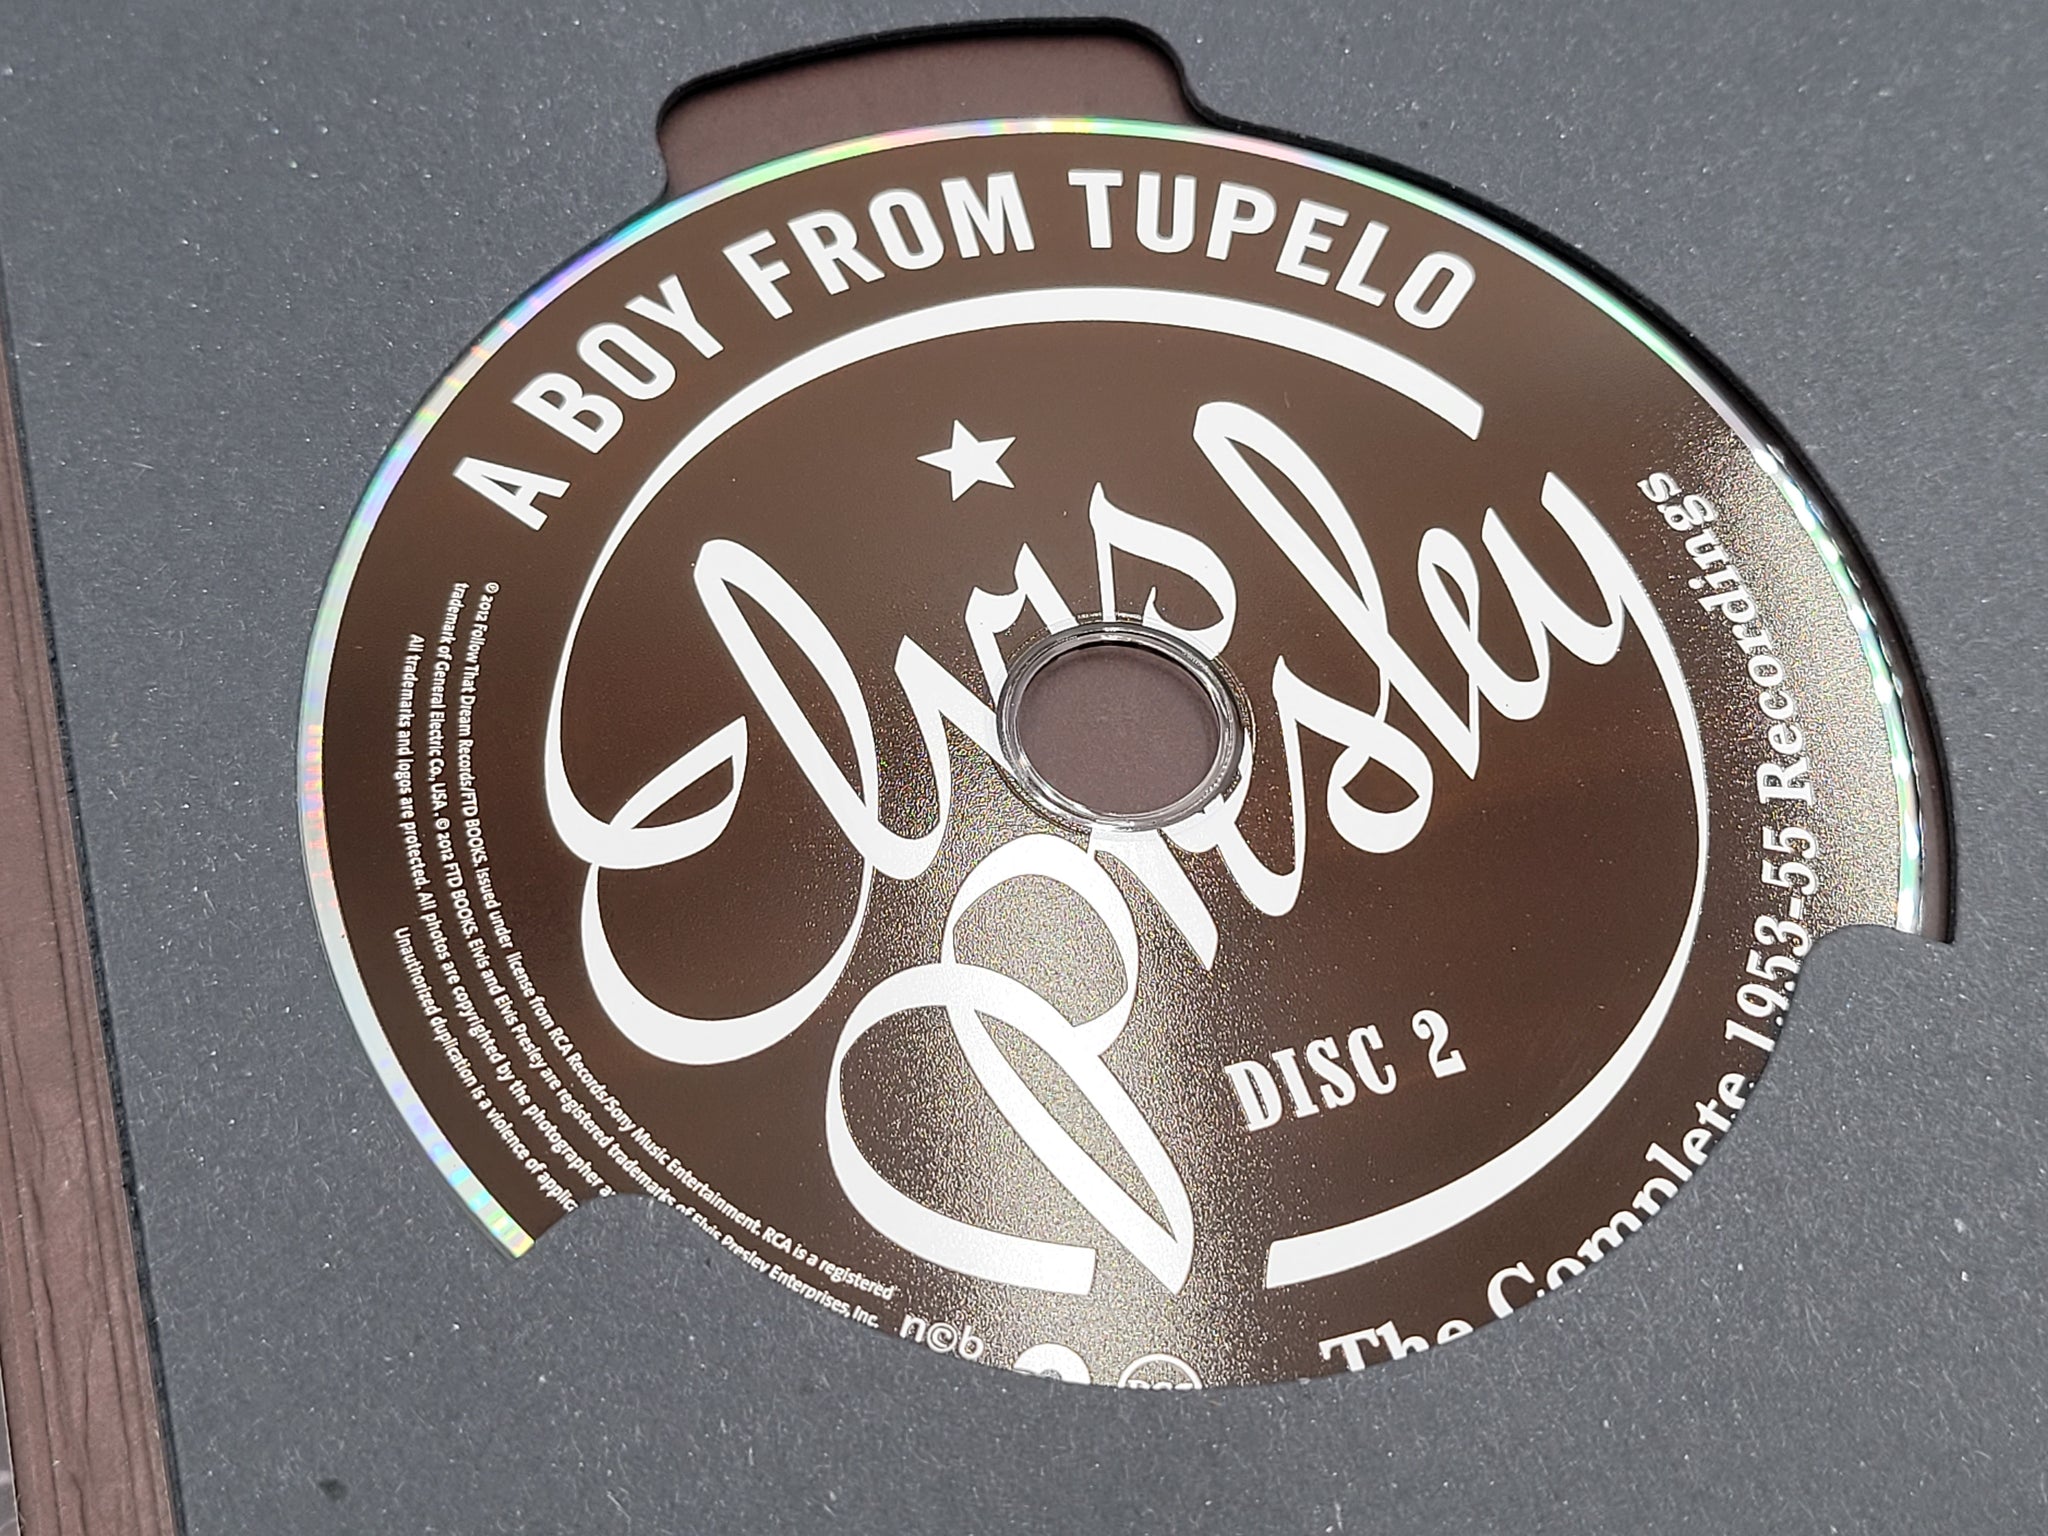 A BOY FROM TUPELO
Elvis
Presley
DISC 2
The Complete 1953-55 Recordings
© 2012 Follow That Dream Records/FTD BOOKS. Issued under license from RCA Records/Sony Music Entertainment. RCA is a registered
trademark of General Electric Co., USA. © 2012 FTD BOOKS. Elvis and Elvis Presley are registered trademarks of Elvis Presley Enterprises, Inc.
All trademarks and logos are protected. All photos are copyrighted by the photographer
Unauthorized duplication is a violence of
n©b